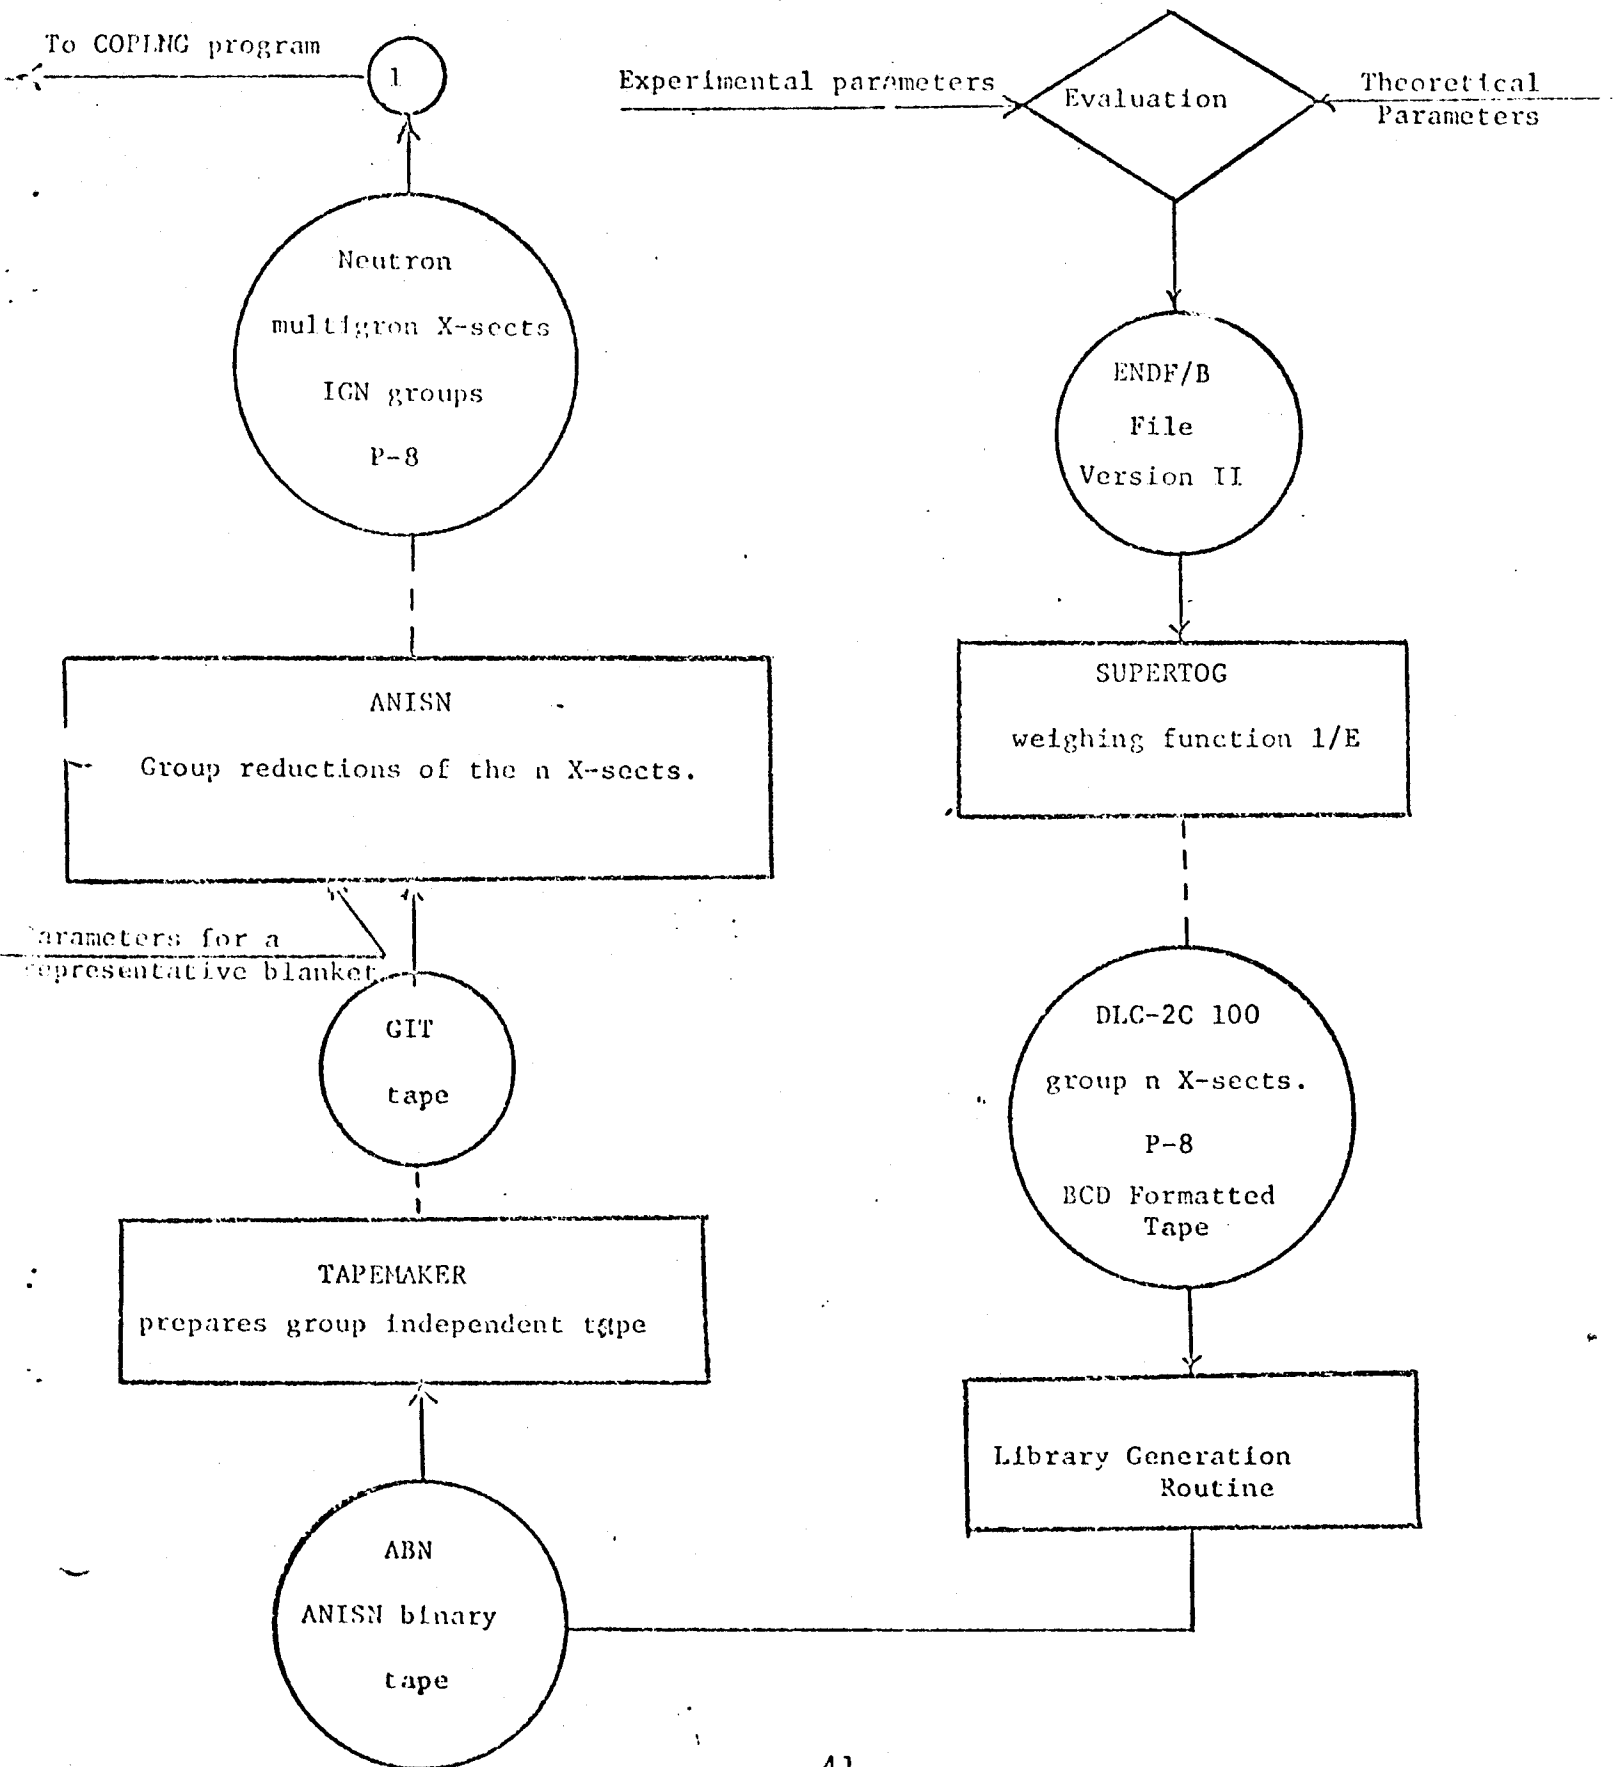 To COPLNG program
1
Experimental parameters
Evaluation
Theoretical
Parameters
Neutron
multigron X-sects
IGN groups
P-8
ENDF/B
File
Version II
ANISN
Group reductions of the n X-sects.
SUPERTOG
weighing function 1/E
arameters for a
epresentative blanket
GIT
tape
DLC-2C 100
group n X-sects.
P-8
BCD Formatted
Tape
TAPEMAKER
prepares group independent tape
Library Generation
Routine
ABN
ANISN binary
tape
41